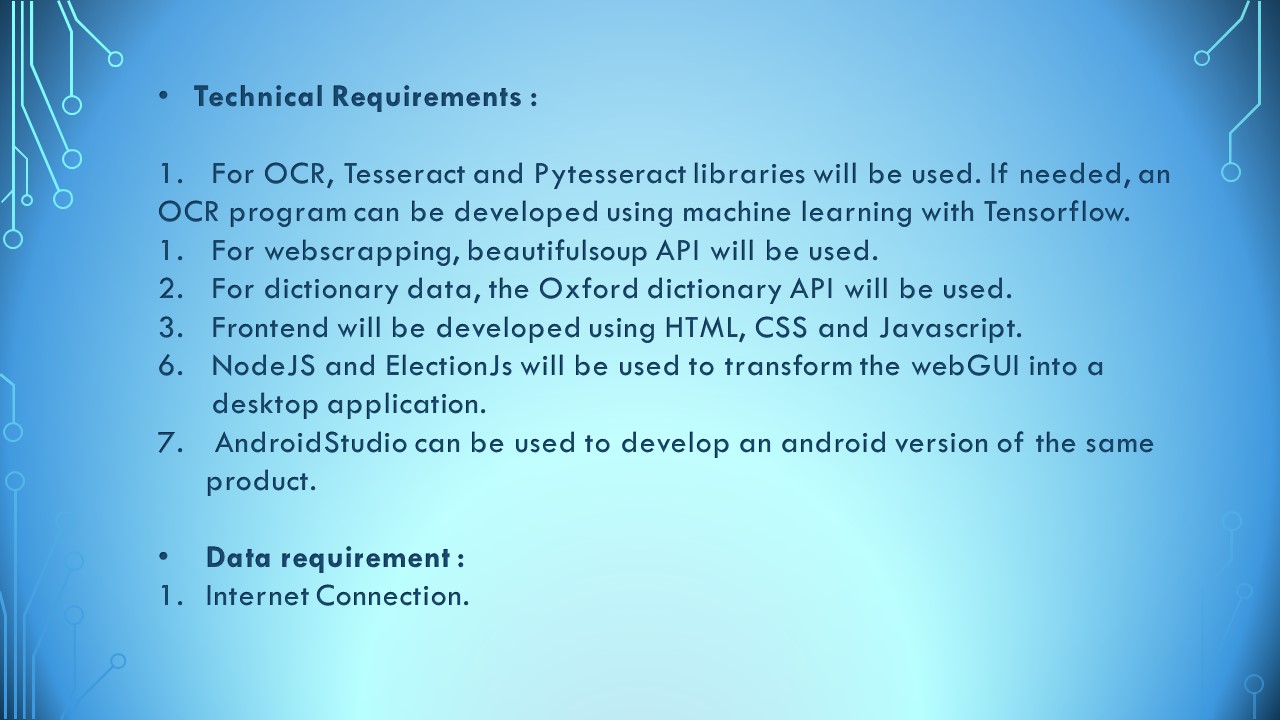 • Technical Requirements :
1. For OCR, Tesseract and Pytesseract libraries will be used. If needed, an
OCR program can be developed using machine learning with Tensorflow.
1. For webscrapping, beautifulsoup API will be used.
2. For dictionary data, the Oxford dictionary API will be used.
3. Frontend will be developed using HTML, CSS and Javascript.
6. NodeJS and ElectionJs will be used to transform the webGUI into a
desktop application.
7. AndroidStudio can be used to develop an android version of the same
product.
• Data requirement :
1. Internet Connection.